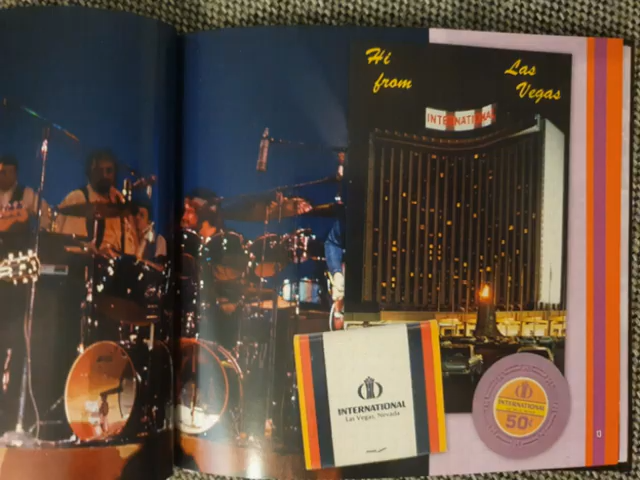 Hi
from
Las
Vegas
INTERNATIONAL
INTERNATIONAL
Las Vegas, Nevada
INTERNATIONAL
50¢